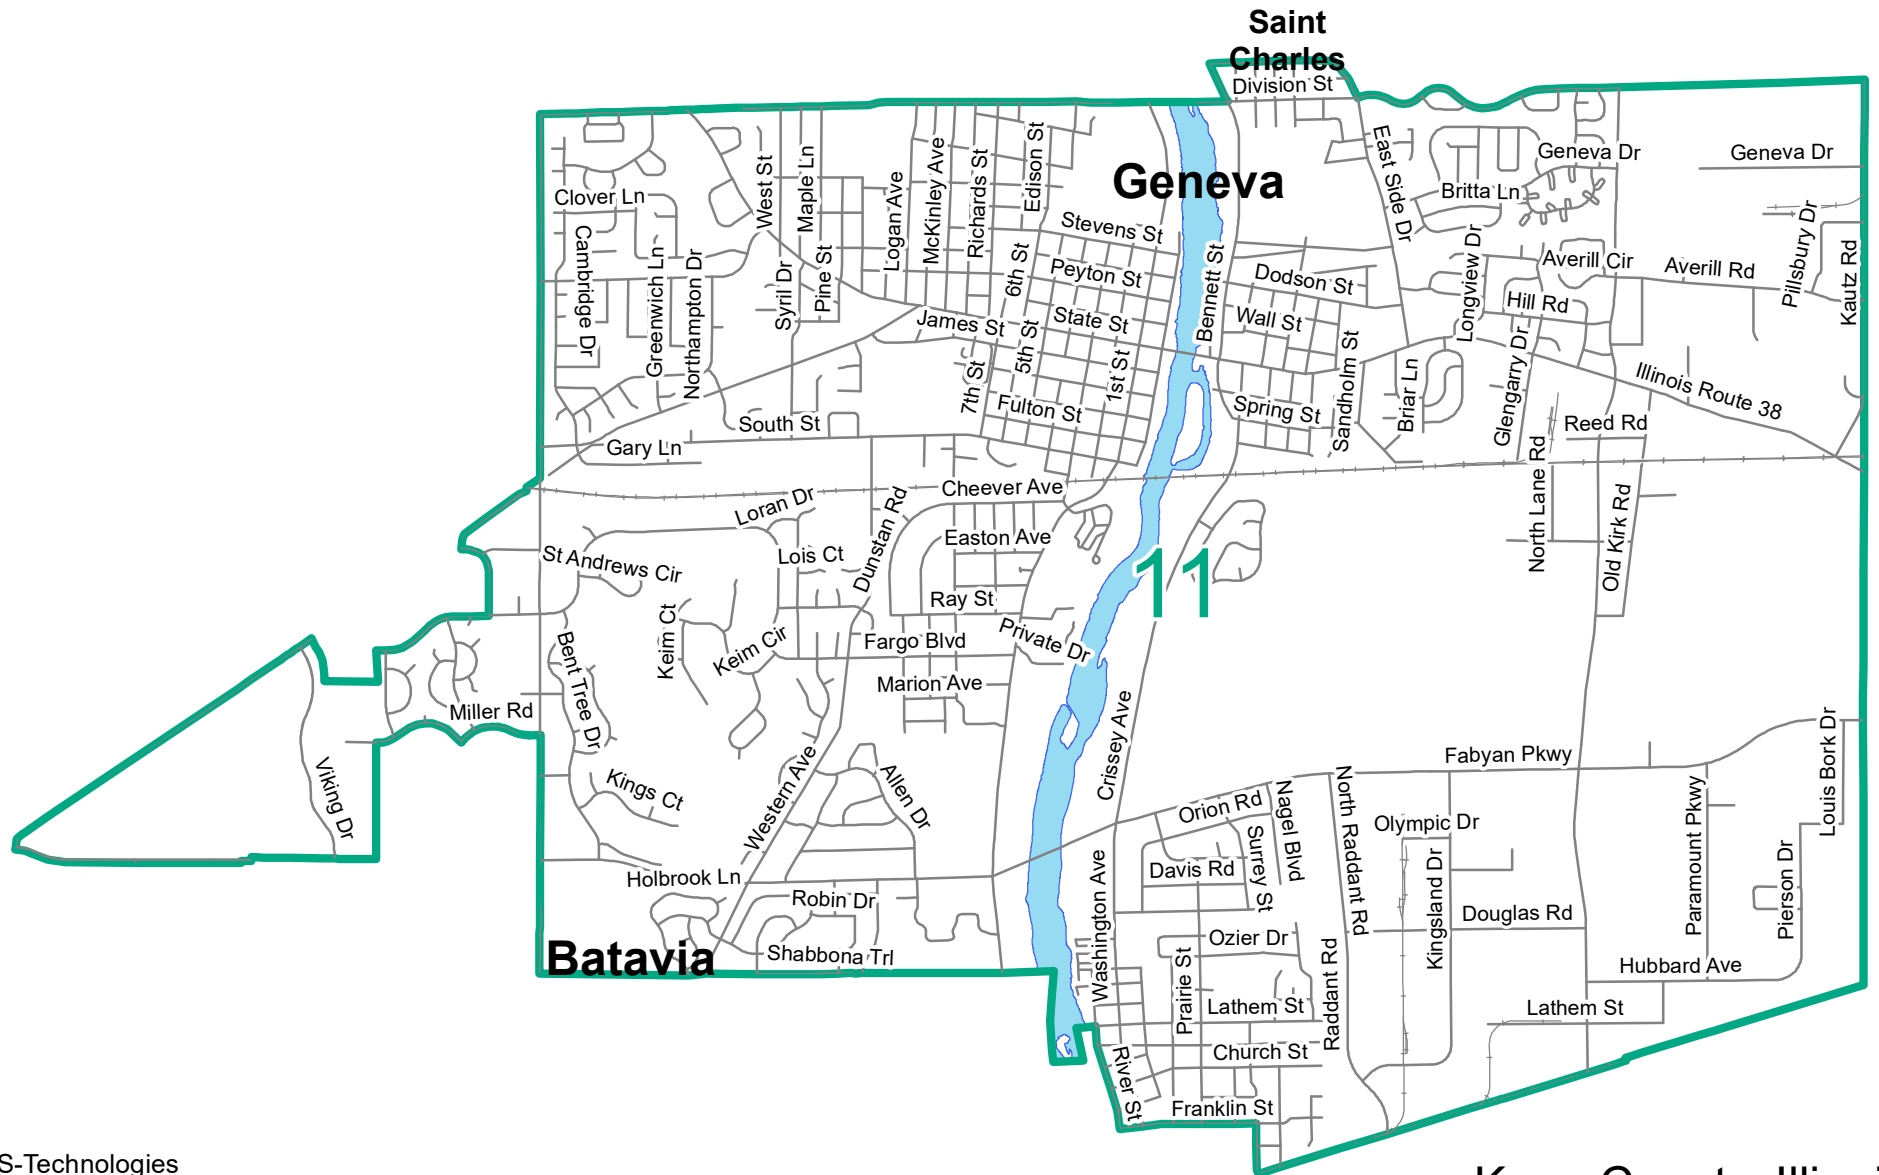 Saint
Charles
Division St
Geneva
Geneva Dr
Geneva Dr
Clover Ln
West St
Maple Ln
Logan Ave
McKinley Ave
Richards St
Edison St
East Side Dr
Britta Ln
Pillsbury Dr
Kautz Rd
Cambridge Dr
Greenwich Ln
Northampton Dr
Syril Dr
Pine St
Stevens St
6th St
Peyton St
Bennett St
Dodson St
Longview Dr
Averill Cir
Averill Rd
Hill Rd
James St
State St
Wall St
5th St
1st St
7th St
Sandholm St
Briar Ln
Glengarry Dr
Illinois Route 38
Fulton St
Spring St
South St
Reed Rd
Gary Ln
North Lane Rd
Old Kirk Rd
Cheever Ave
Loran Dr
Dunstan Rd
Easton Ave
Lois Ct
St Andrews Cir
11
Ray St
Keim Ct
Keim Cir
Fargo Blvd
Private Dr
Bent Tree Dr
Marion Ave
Miller Rd
Crissey Ave
Viking Dr
Kings Ct
Western Ave
Allen Dr
Fabyan Pkwy
Louis Bork Dr
Orion Rd
Nagel Blvd
North Raddant Rd
Olympic Dr
Paramount Pkwy
Surrey St
Davis Rd
Washington Ave
Kingsland Dr
Pierson Dr
Holbrook Ln
Robin Dr
Douglas Rd
Batavia
Shabbona Trl
Ozier Dr
Prairie St
Raddant Rd
Hubbard Ave
Lathem St
Lathem St
Church St
River St
Franklin St
S-Technologies